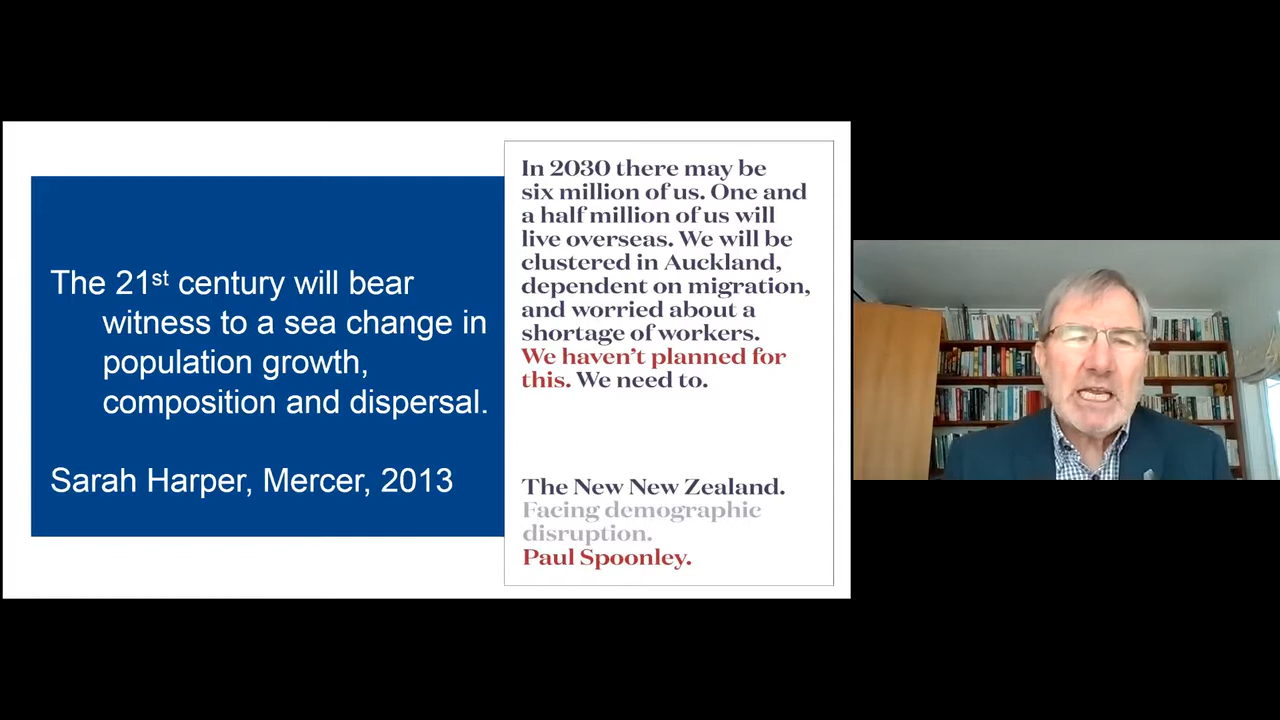 The 21st century will bear
witness to a sea change in
population growth,
composition and dispersal.
Sarah Harper, Mercer, 2013
In 2030 there may be
six million of us. One and
a half million of us will
live overseas. We will be
clustered in Auckland,
dependent on migration,
and worried about a
shortage of workers.
We haven't planned for
this. We need to.
The New New Zealand.
Facing demographic
disruption.
Paul Spoonley.